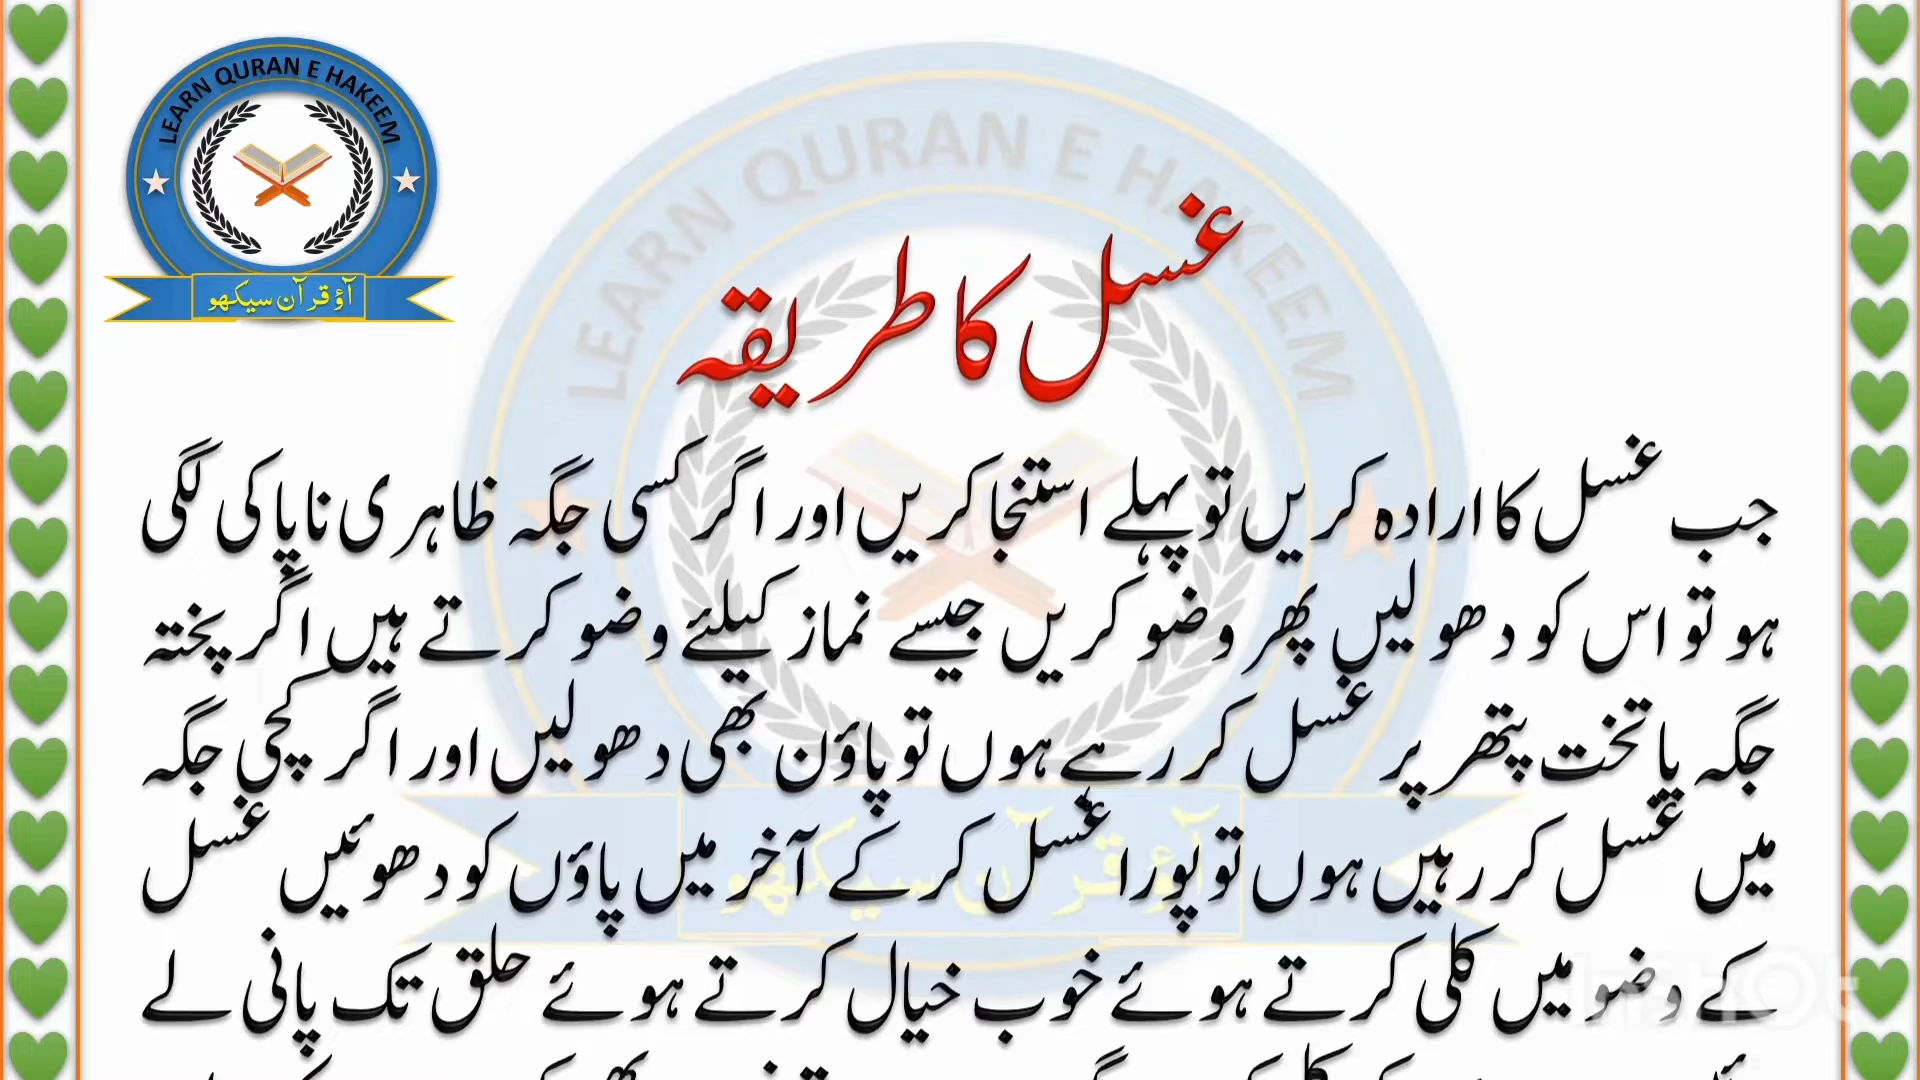 LEARN QURAN E HAKEEM
آؤ قرآن سیکھو
غسل کا طریقہ
جب غسل کا ارادہ کریں تو پہلے استنجا کریں اور اگر کسی جگہ ظاہری ناپاکی لگی
ہو تو اس کو دھولیں پھر وضو کریں جیسے نماز کیلئے وضو کرتے ہیں اگر پختہ
جگہ یا تخت پتھر پر غسل کر رہے ہوں تو پاؤن بھی دھولیں اور اگر کچی جگہ
میں غسل کر رہیں ہوں تو پورا غسل کر کے آخر میں پاؤں کو دھوئیں غسل
کے وضو میں کلی کرتے ہوئے خوب خیال کرتے ہوئے حلق تک پانی لے
InShOt